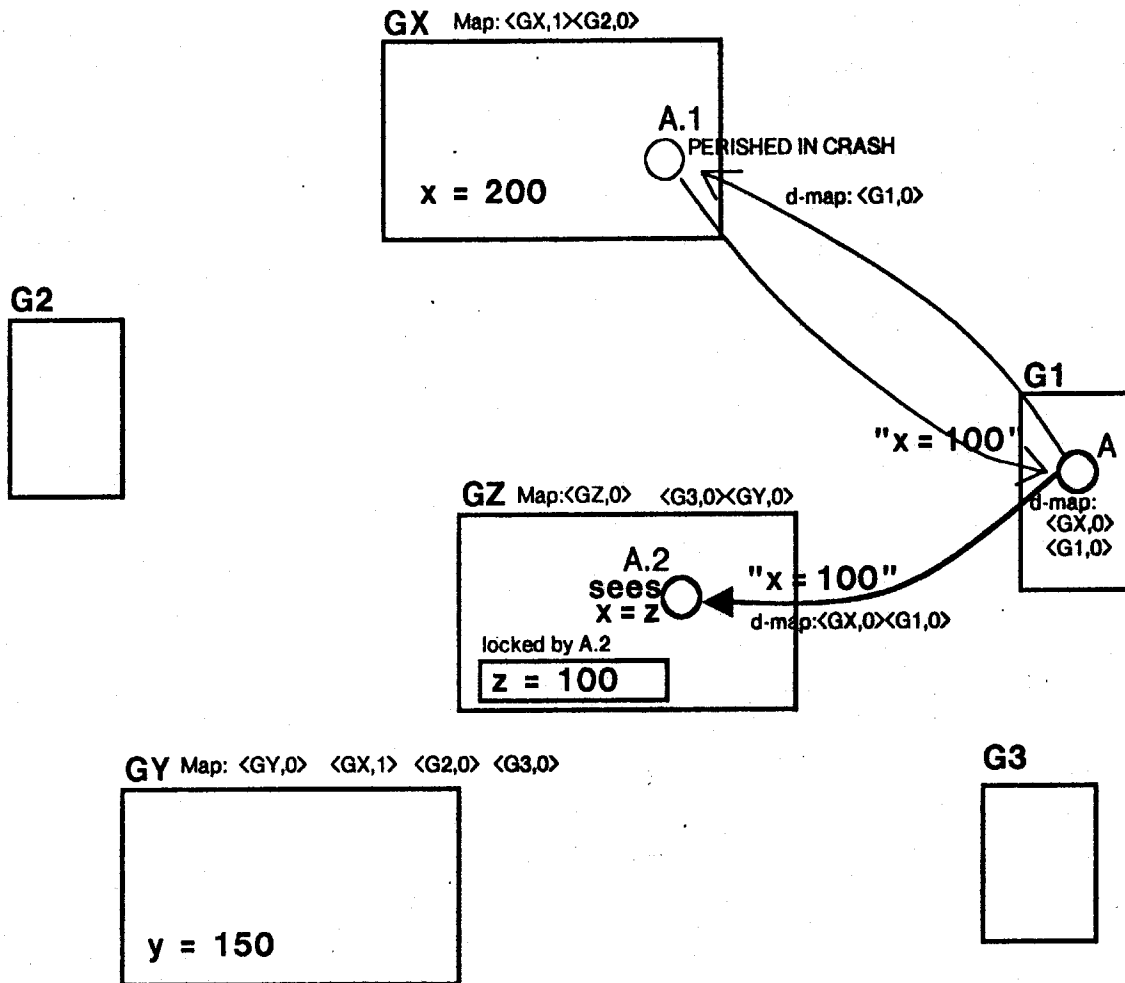 GX Map: <GX,1><G2,0>
A.1
PERISHED IN CRASH
x = 200
d-map: <G1,0>
G2
G1
"x = 100"
A
d-map:
<GX,0>
<G1,0>
GZ Map:<GZ,0> <G3,0><GY,0>
A.2
sees
x = z
"x = 100"
d-map:<GX,0><G1,0>
locked by A.2
z = 100
GY Map: <GY,0> <GX,1> <G2,0> <G3,0>
G3
y = 150